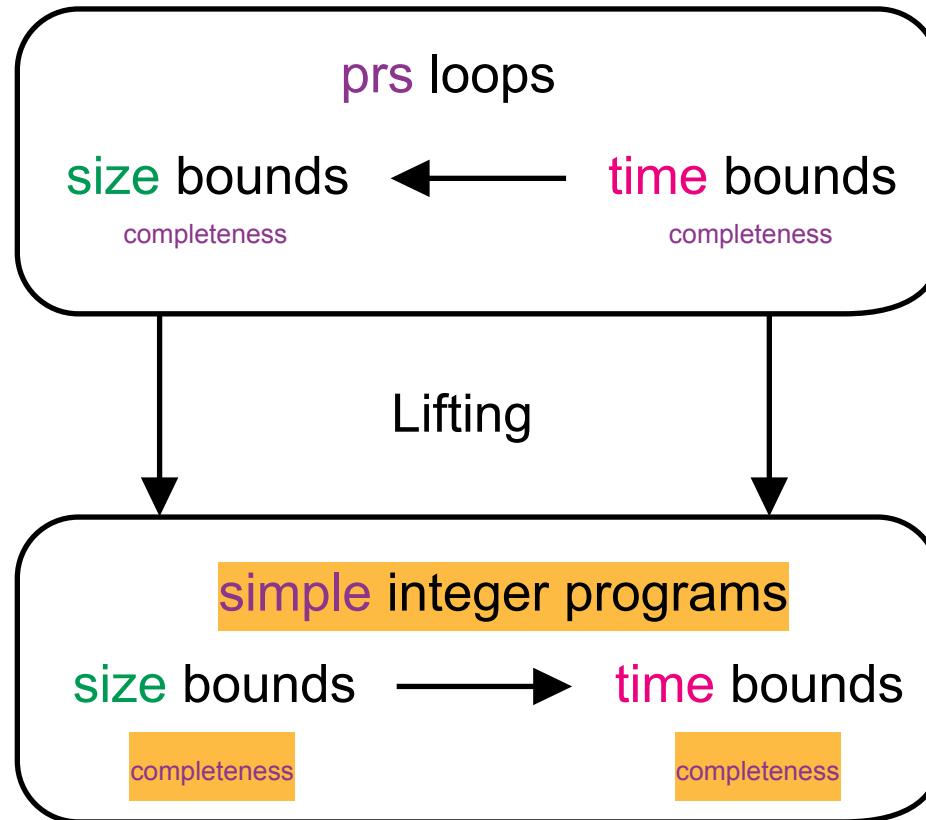 prs loops
size bounds time bounds
completeness completeness
Lifting
simple integer programs
size bounds time bounds
completeness completeness